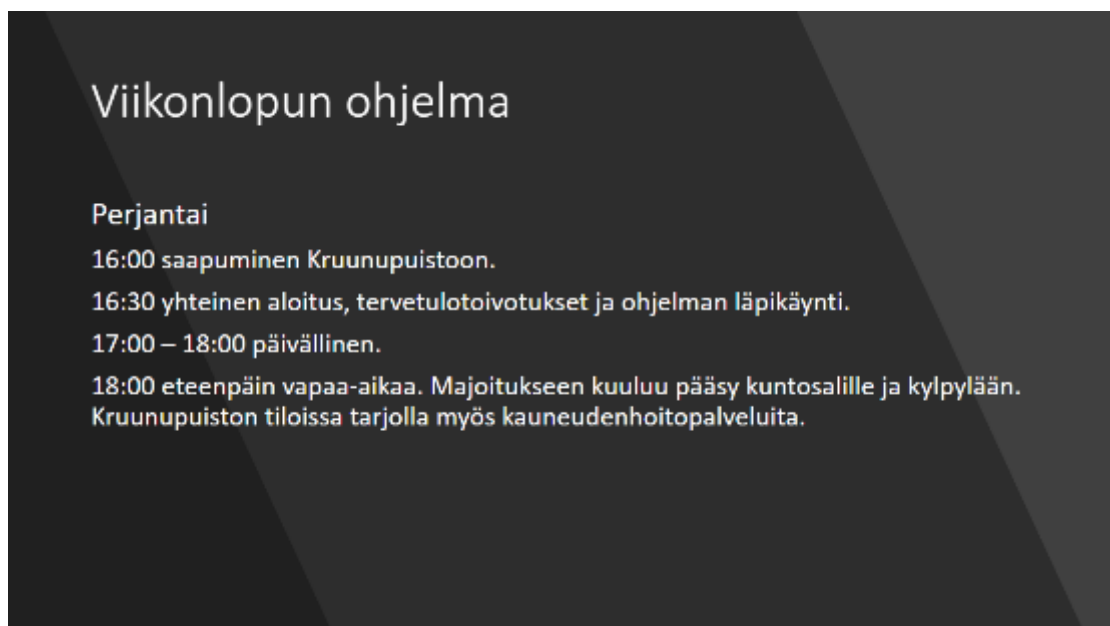 Viikonlopun ohjelma
Perjantai
16:00 saapuminen Kruunupuistoon.
16:30 yhteinen aloitus, tervetulotoivotukset ja ohjelman läpikäynti.
17:00 – 18:00 päivällinen.
18:00 eteenpäin vapaa-aikaa. Majoitukseen kuuluu pääsy kuntosalille ja kylpylään.
Kruunupuiston tiloissa tarjolla myös kauneudenhoitopalveluita.